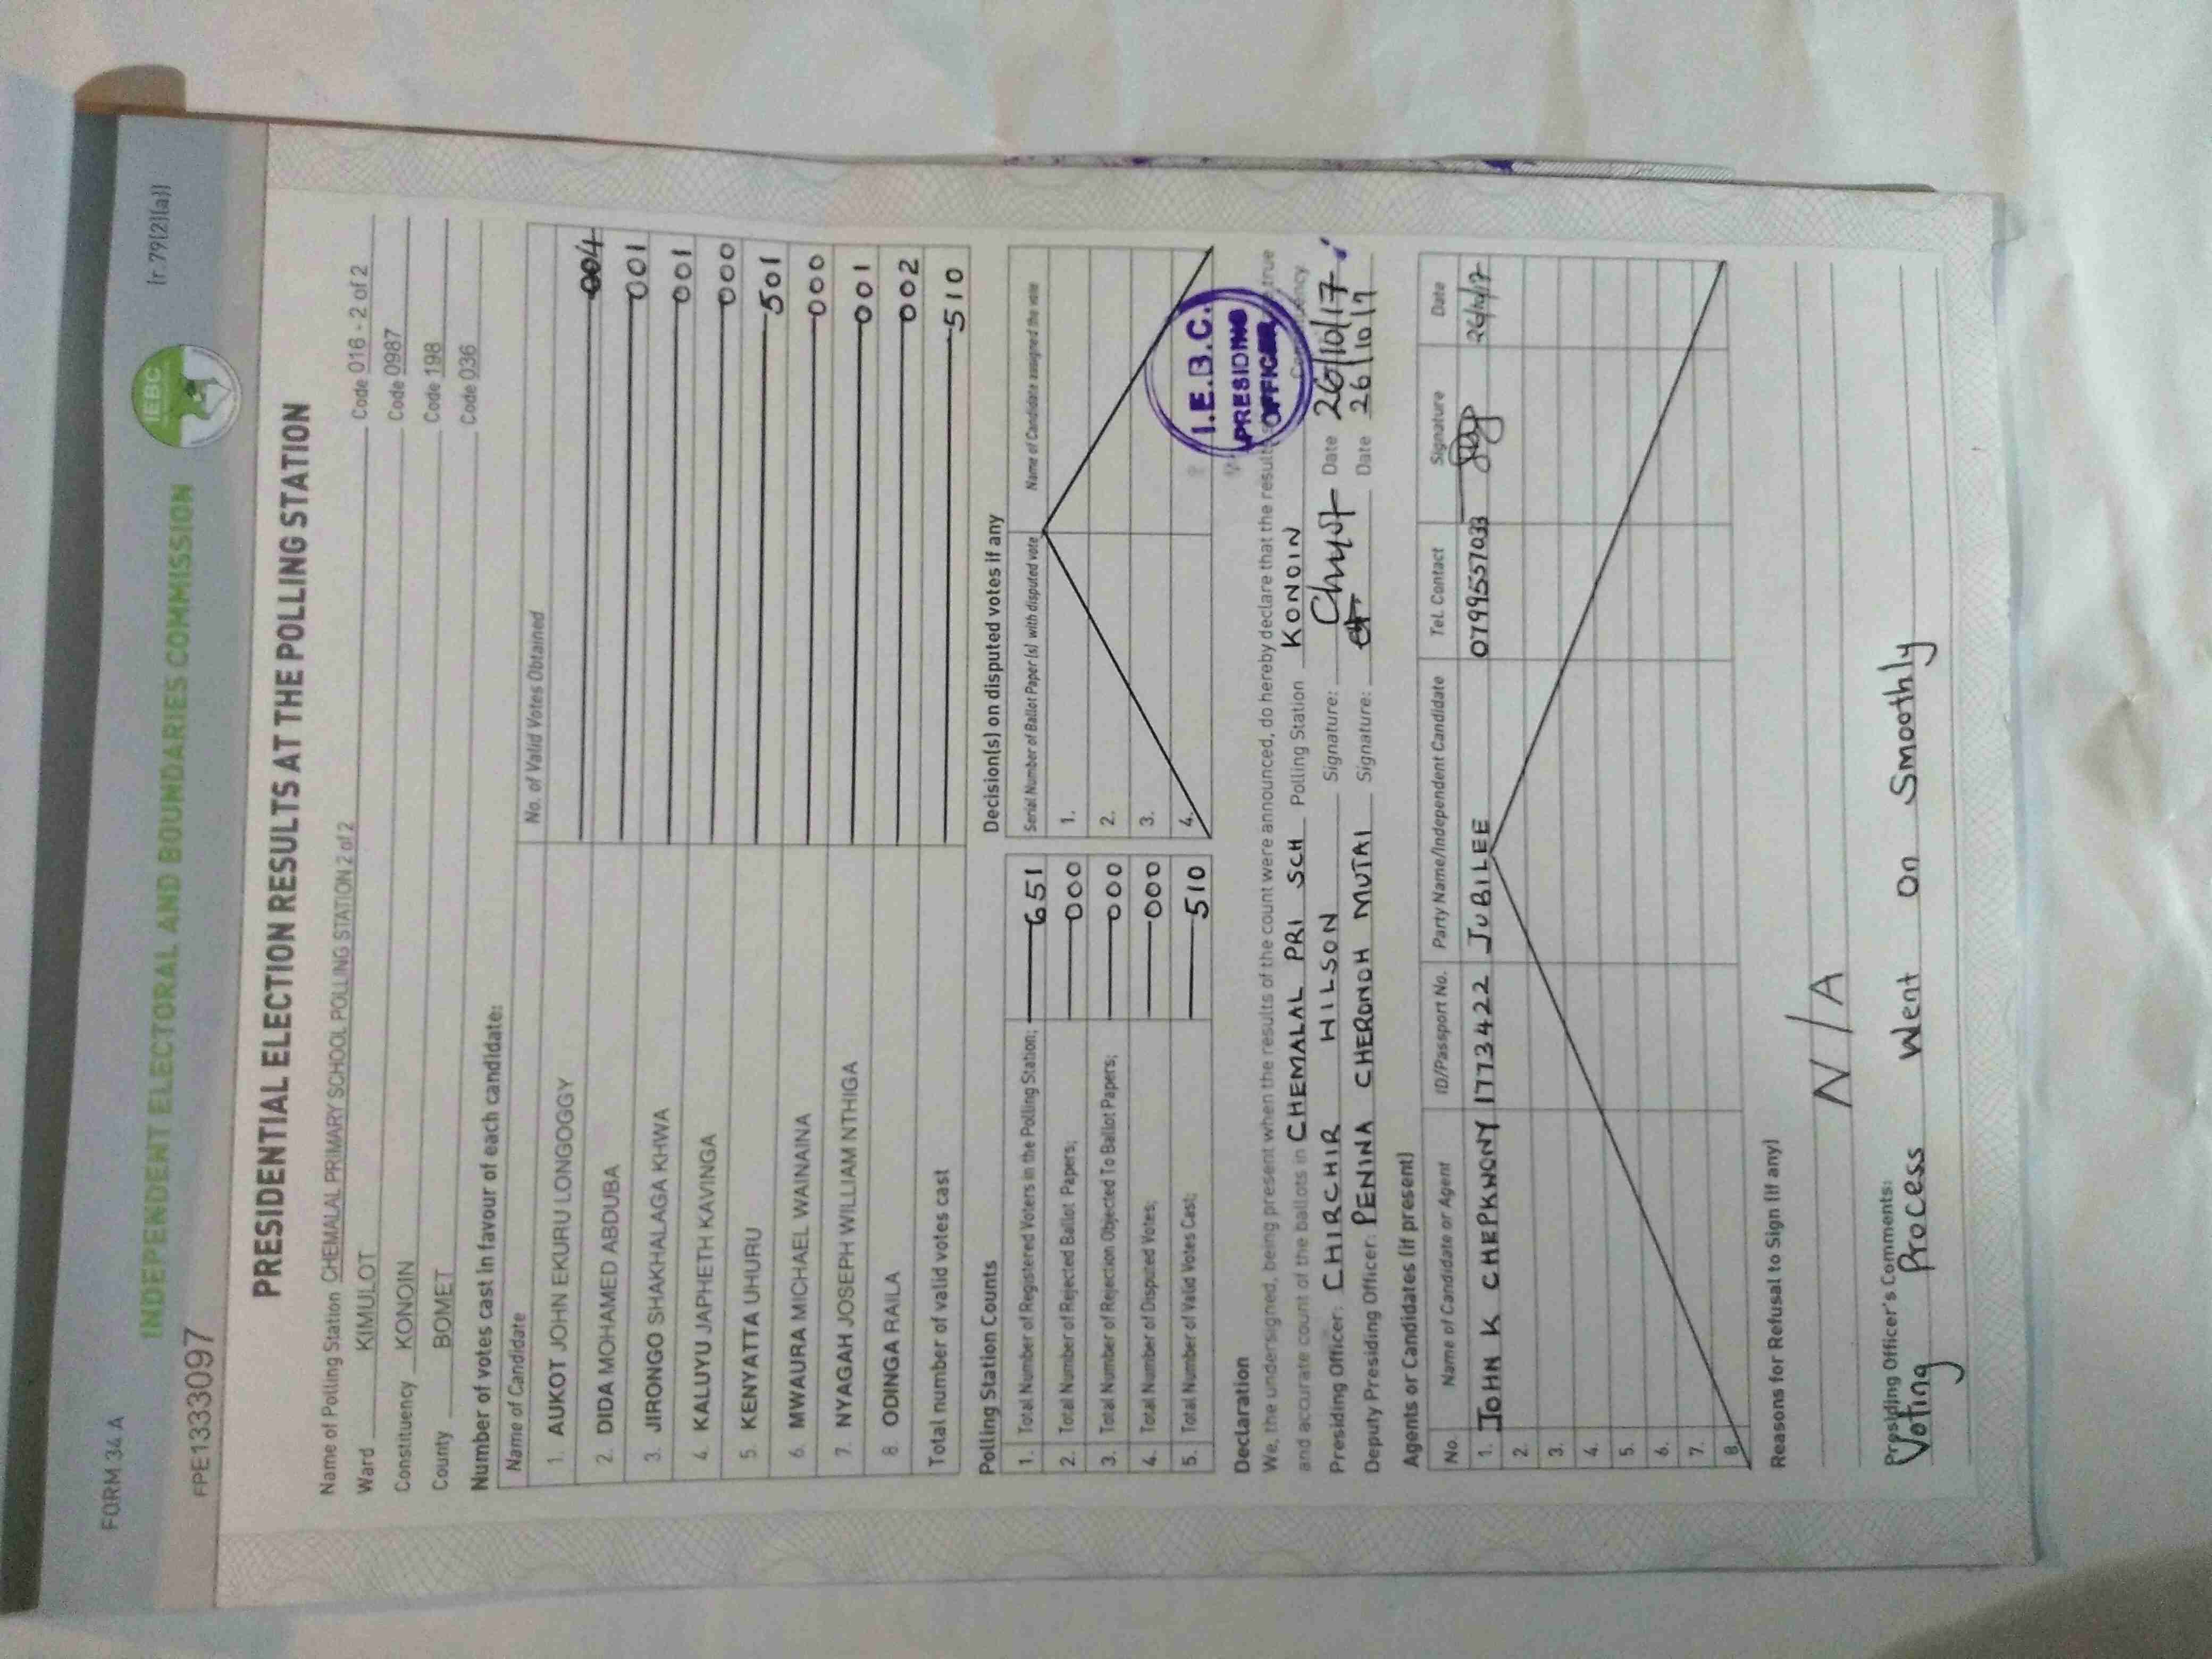 FORM 34 A
INDEPENDENT ELECTORAL AND BOUNDARIES COMMISSION
IEBC
(r 79(2)(a))
FPE1333097
PRESIDENTIAL ELECTION RESULTS AT THE POLLING STATION
Name of Polling Station CHEMALAL PRIMARY SCHOOL POLLING STATION 2 of 2 Code 016 - 2 of 2
Ward KIMULOT Code 0987
Constituency KONOIN Code 198
County BOMET Code 036
Number of votes cast in favour of each candidate:
Name of Candidate No. of Valid Votes Obtained
1. AUKOT JOHN EKURU LONGOGGY 004
2. DIDA MOHAMED ABDUBA 001
3. JIRONGO SHAKHALAGA KHWA 001
4. KALUYU JAPHETH KAVINGA 000
5. KENYATTA UHURU 501
6. MWAURA MICHAEL WAINAINA 000
7. NYAGAH JOSEPH WILLIAM NTHIGA 001
8. ODINGA RAILA 002
Total number of valid votes cast 510
Polling Station Counts
1. Total Number of Registered Voters in the Polling Station; 651
2. Total Number of Rejected Ballot Papers; 000
3. Total Number of Rejection Objected To Ballot Papers; 000
4. Total Number of Disputed Votes; 000
5. Total Number of Valid Votes Cast; 510
Decision(s) on disputed votes if any
Serial Number of Ballot Paper (s) with disputed vote Name of Candidate assigned the vote
1.
2.
3.
4.
I.E.B.C.
PRESIDING
OFFICER
Declaration
We, the undersigned, being present when the results of the count were announced, do hereby declare that the results true
and accurate count of the ballots in CHEMALAL PRI SCH Polling Station KONOIN
Presiding Officer: CHIRCHIR HILSON Signature: Date 26/10/17
Deputy Presiding Officer: PENINA CHERONOH MUTAI Signature: Date 26/10/17
Agents or Candidates (if present)
No. Name of Candidate or Agent ID/Passport No. Party Name/Independent Candidate Tel. Contact Signature Date
1. JOHN K CHEPKWONY 11773422 JUBILEE 0799557033 26/10/17
2.
3.
4.
5.
6.
7.
8.
Reasons for Refusal to Sign (if any)
N/A
Presiding Officer's Comments:
Voting Process Went On Smoothly